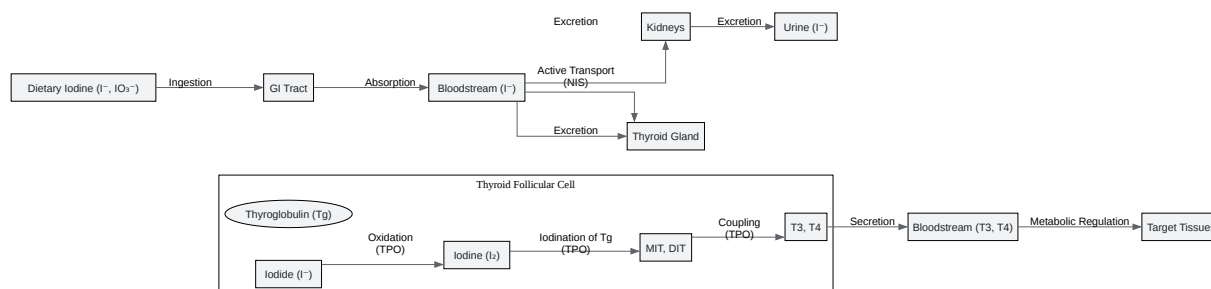 Excretion
Kidneys
Excretion
Urine (I⁻)
Dietary Iodine (I⁻, IO₃⁻)
Ingestion
GI Tract
Absorption
Bloodstream (I⁻)
Active Transport
(NIS)
Excretion
Thyroid Gland
Thyroid Follicular Cell
Thyroglobulin (Tg)
Iodide (I⁻)
Oxidation
(TPO)
Iodine (I₂)
Iodination of Tg
(TPO)
MIT, DIT
Coupling
(TPO)
T3, T4
Secretion
Bloodstream (T3, T4)
Metabolic Regulation
Target Tissues